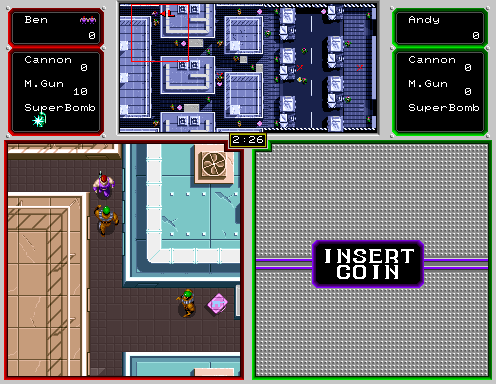 Ben
0
Cannon
0
M.Gun
10
SuperBomb
Andy
0
Cannon
0
M.Gun
0
SuperBomb
2:26
INSERT
COIN